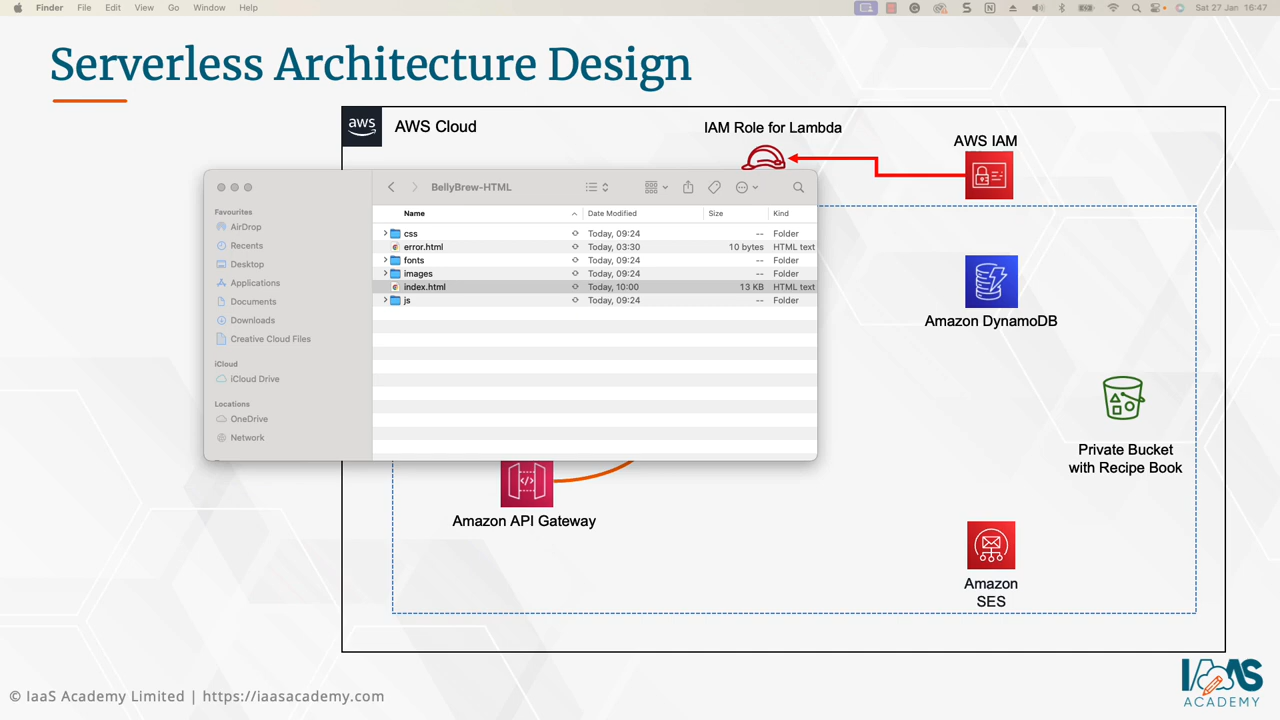 Finder File Edit View Go Window Help Sat 27 Jan 16:47
Serverless Architecture Design
aws
AWS Cloud
IAM Role for Lambda
AWS IAM
BellyBrew-HTML
Favourites
AirDrop
Recents
Desktop
Applications
Documents
Downloads
Creative Cloud Files
iCloud
iCloud Drive
Locations
OneDrive
Network
Name Date Modified Size Kind
css Today, 09:24 -- Folder
error.html Today, 03:30 10 bytes HTML text
fonts Today, 09:24 -- Folder
images Today, 09:24 -- Folder
index.html Today, 10:00 13 KB HTML text
js Today, 09:24 -- Folder
Amazon DynamoDB
Private Bucket
with Recipe Book
Amazon API Gateway
Amazon
SES
© IaaS Academy Limited | https://iaasacademy.com
IAAS
ACADEMY